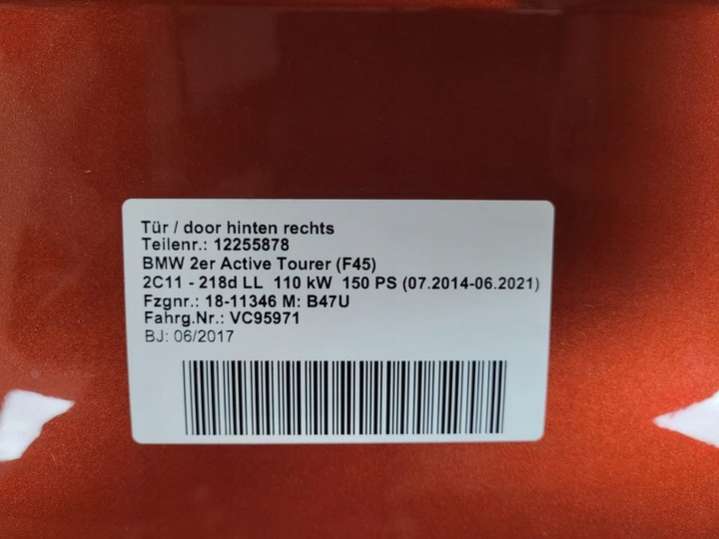 Tür / door hinten rechts
Teilenr.: 12255878
BMW 2er Active Tourer (F45)
2C11 - 218d LL 110 kW 150 PS (07.2014-06.2021)
Fzgnr.: 18-11346 M: B47U
Fahrg.Nr.: VC95971
BJ: 06/2017